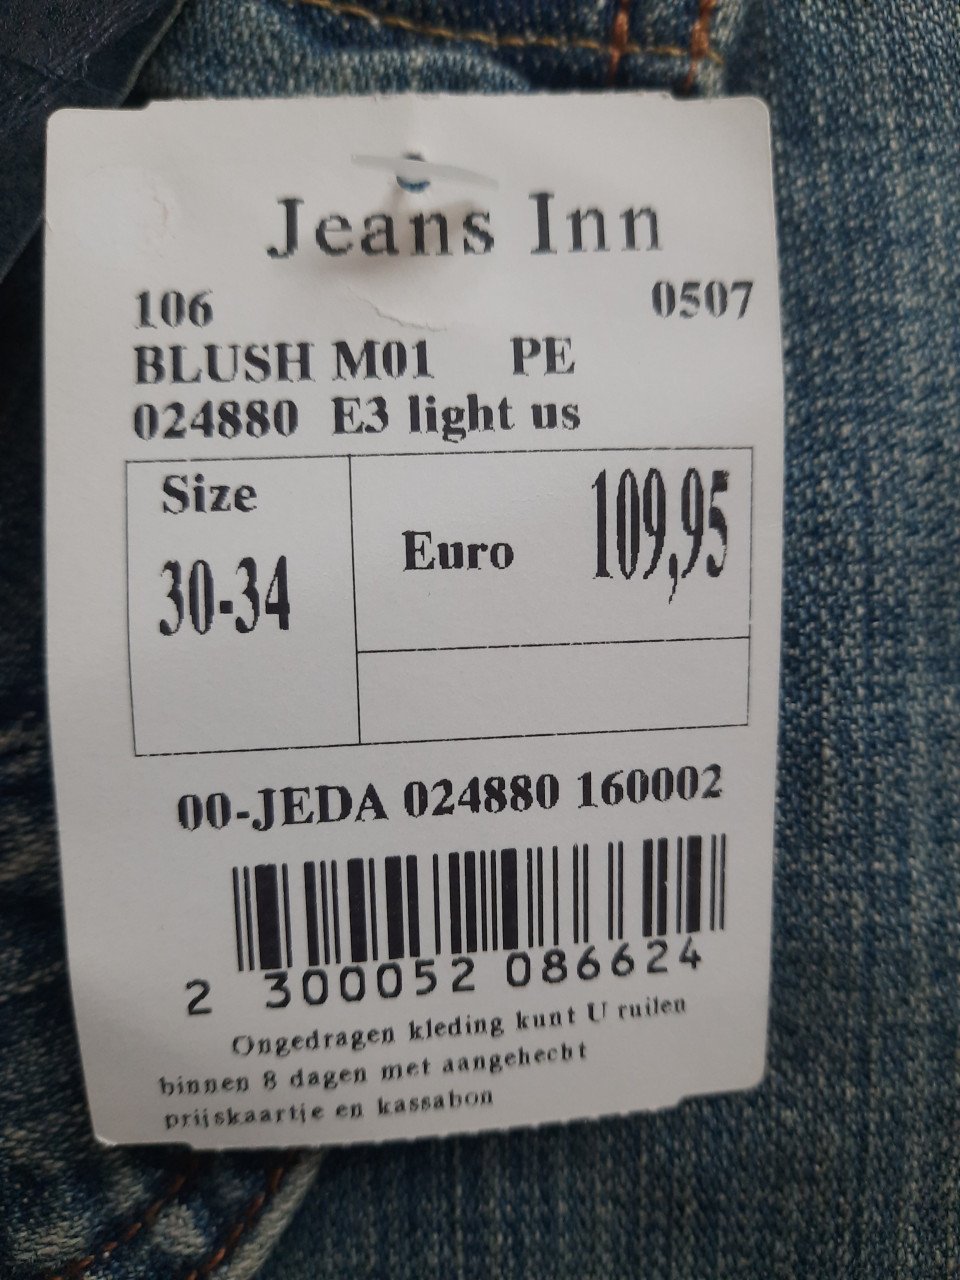 Jeans Inn
106 0507
BLUSH M01 PE
024880 E3 light us
Size
30-34
Euro 109,95
00-JEDA 024880 160002
2 300052 086624
Ongedragen kleding kunt U ruilen
binnen 8 dagen met aangehecht
prijskaartje en kassabon